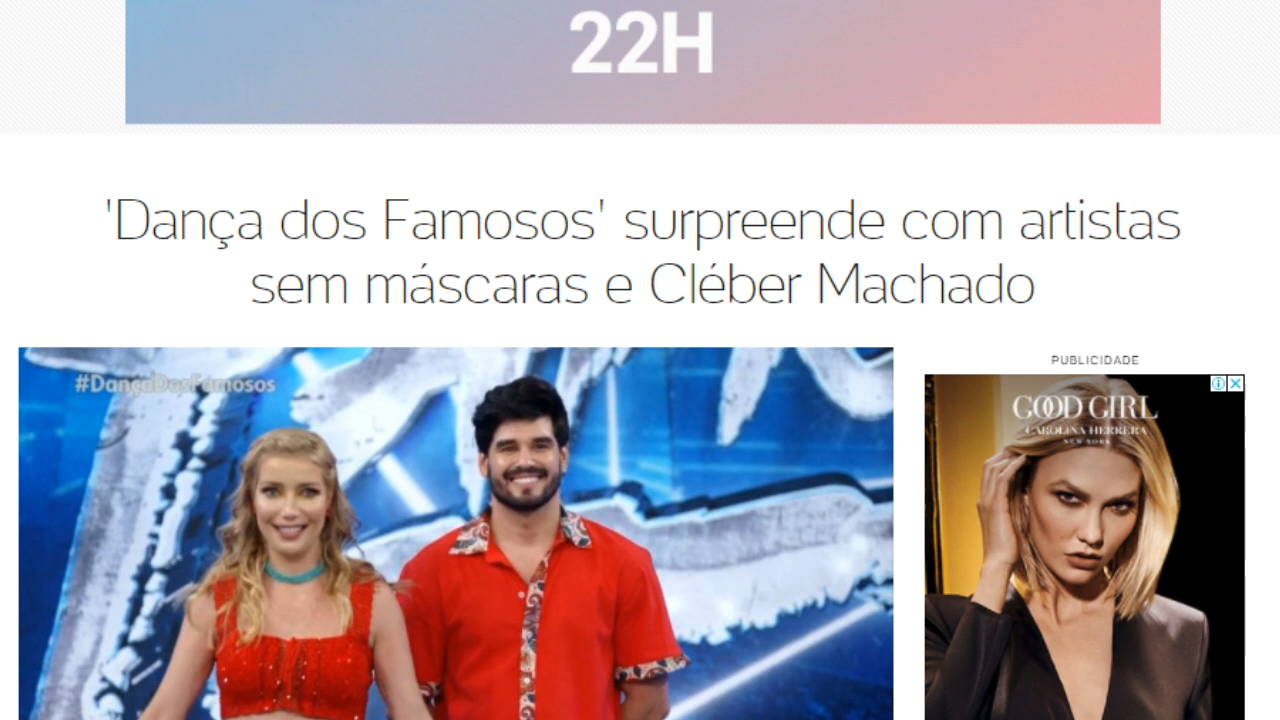 22H
'Dança dos Famosos' surpreende com artistas
sem máscaras e Cléber Machado
#DançaDosFamosos
PUBLICIDADE
GOOD GIRL
CAROLINA HERRERA
NEW YORK